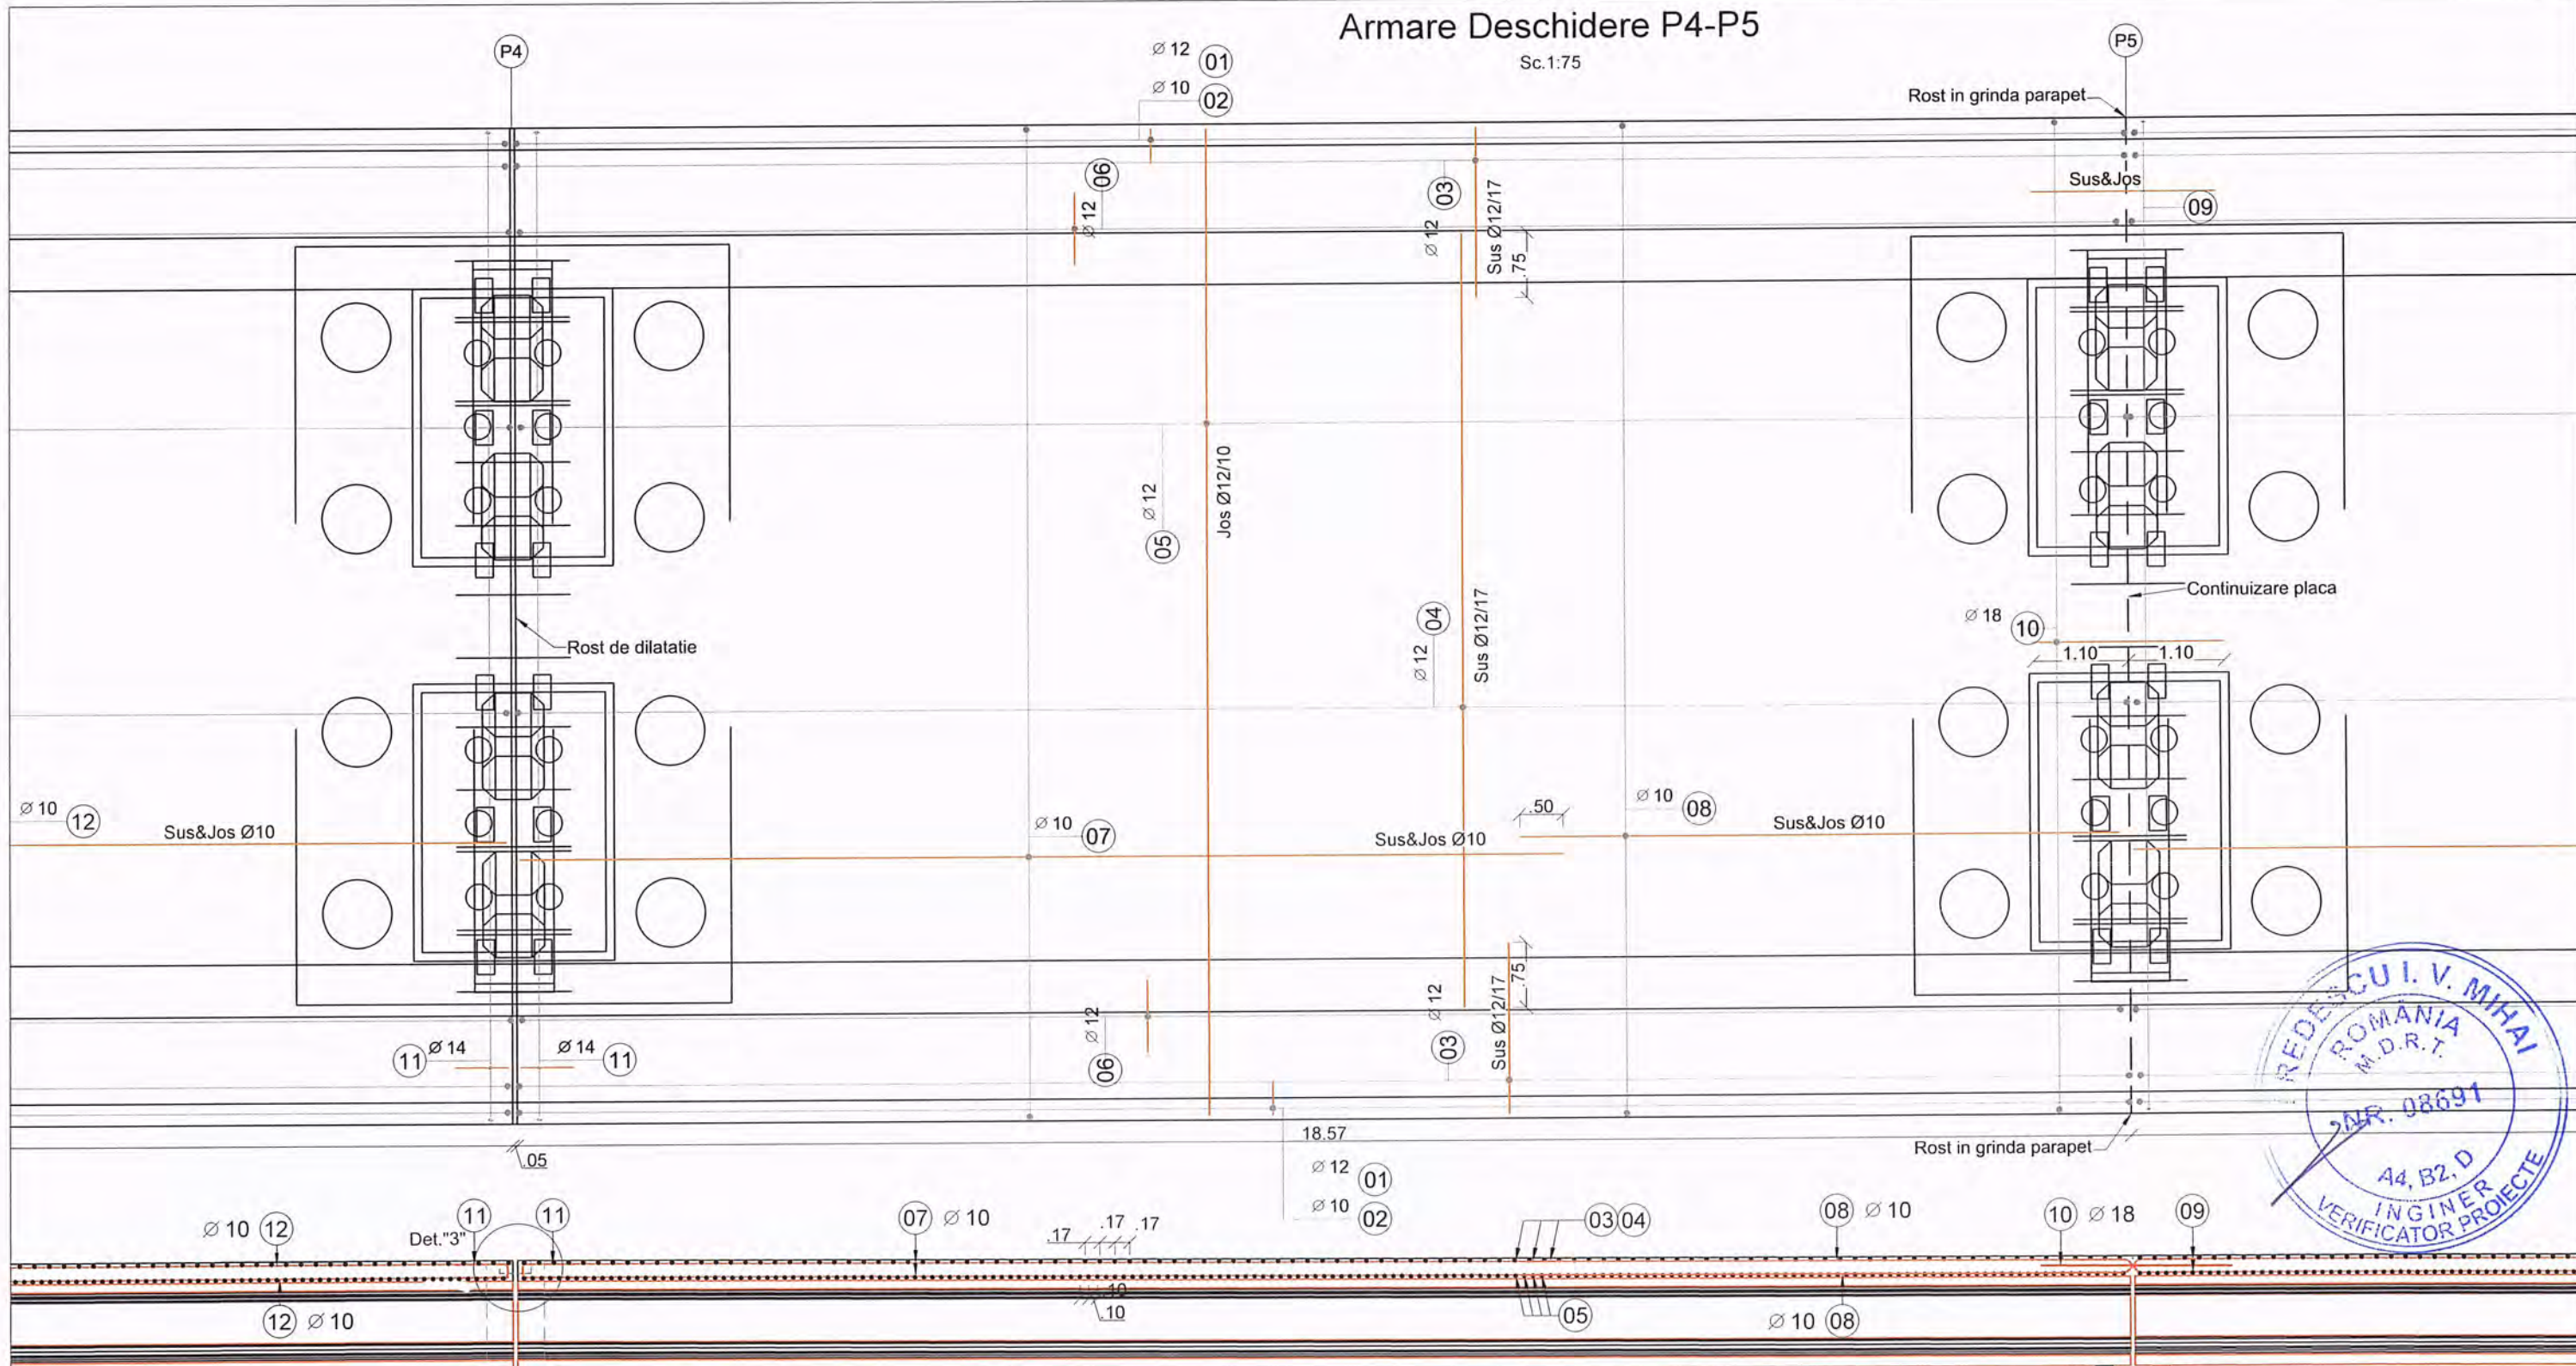 Armare Deschidere P4-P5
Sc.1:75
P4
P5
Ø 12 01
Ø 10 02
Rost in grinda parapet
Sus&Jos
09
06
Ø 12
03
Ø 12
Sus Ø12/17
.75
05
Ø 12
Jos Ø12/10
04
Ø 12
Sus Ø12/17
Rost de dilatatie
Continuizare placa
Ø 18 10
1.10 1.10
Ø 10 12
Sus&Jos Ø10
Ø 10 07
Sus&Jos Ø10
.50
Ø 10 08
Sus&Jos Ø10
06
Ø 12
03
Ø 12
Sus Ø12/17
.75
11 Ø 14
Ø 14 11
18.57
.05
Ø 12 01
Ø 10 02
Rost in grinda parapet
REDESCU I. V. MIHAI
ROMÂNIA
M.D.R.T.
NR. 08691
A4, B2, D
INGINER
VERIFICATOR PROIECTE
Ø 10 12
Det."3"
11
11
07 Ø 10
.17 .17 .17
03 04
08 Ø 10
10 Ø 18
09
12 Ø 10
.10
.10
05
Ø 10 08